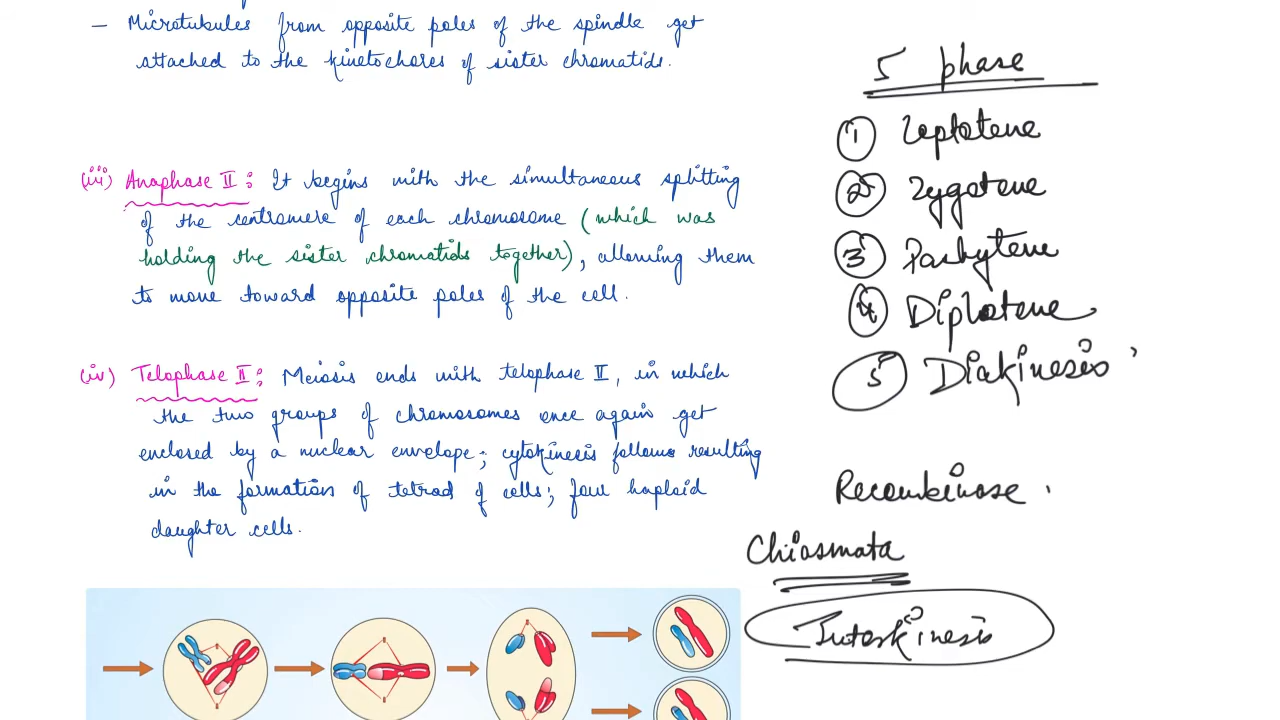 – Microtubules from opposite poles of the spindle get
attached to the kinetochores of sister chromatids.
(iii) Anaphase II : It begins with the simultaneous splitting
of the centromere of each chromosome (which was
holding the sister chromatids together), allowing them
to move toward opposite poles of the cell.
(iv) Telophase II : Meiosis ends with telophase II, in which
the two groups of chromosomes once again get
enclosed by a nuclear envelope; cytokinesis follows resulting
in the formation of tetrad of cells; four haploid
daughter cells.
5 phase
① Leptotene
② Zygotene
③ Pachytene
④ Diplotene
⑤ Diakinesis
Recombinase .
Chiasmata
Interkinesis